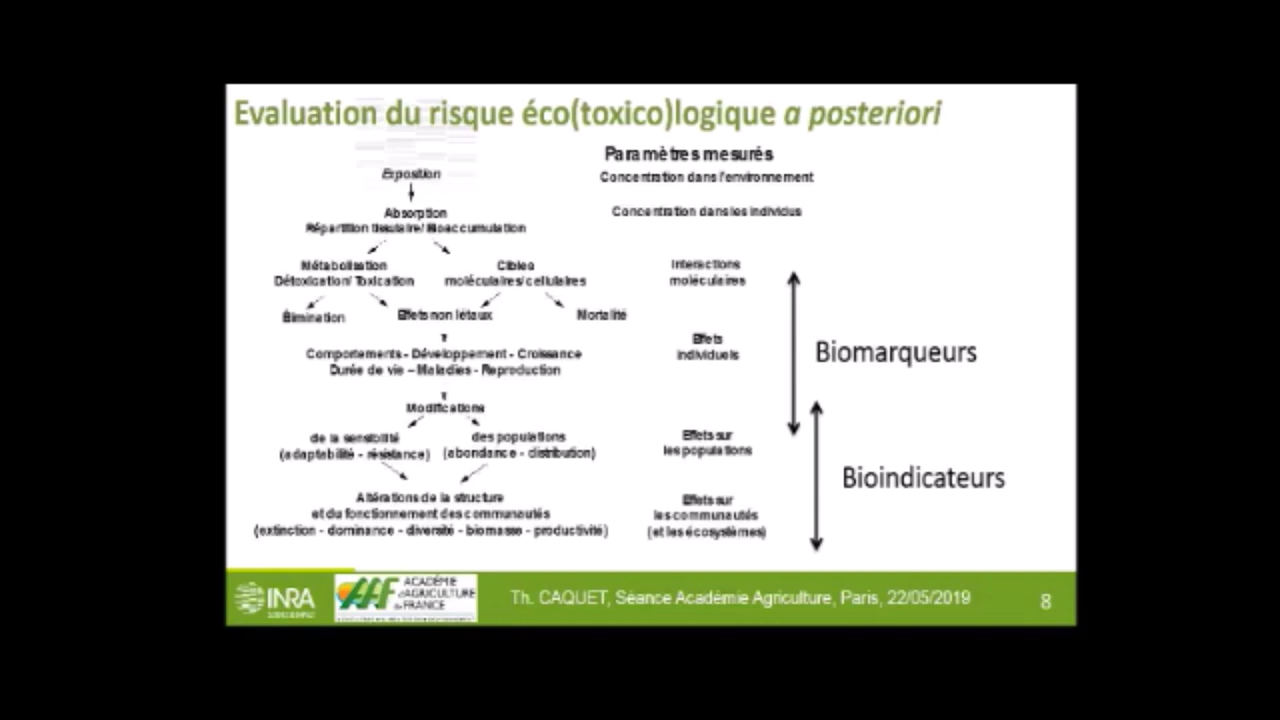 Evaluation du risque éco(toxico)logique a posteriori
Paramètres mesurés
Exposition
Concentration dans l'environnement
Absorption
Répartition tissulaire/ Bioaccumulation
Concentration dans les individus
Métabolisation
Détoxication/ Toxication
Cibles
moléculaires/cellulaires
Interactions
moléculaires
Élimination
Effets non létaux
Mortalité
Comportements - Développement - Croissance
Durée de vie – Maladies - Reproduction
Effets
individuels
Biomarqueurs
Modifications
de la sensibilité
(adaptabilité - résistance)
des populations
(abondance - distribution)
Effets sur
les populations
Bioindicateurs
Altérations de la structure
et du fonctionnement des communautés
(extinction - dominance - diversité - biomasse - productivité)
Effets sur
les communautés
(et les écosystèmes)
INRA
AAF
ACADÉMIE
d'AGRICULTURE
de FRANCE
Th. CAQUET, Séance Académie Agriculture, Paris, 22/05/2019
8